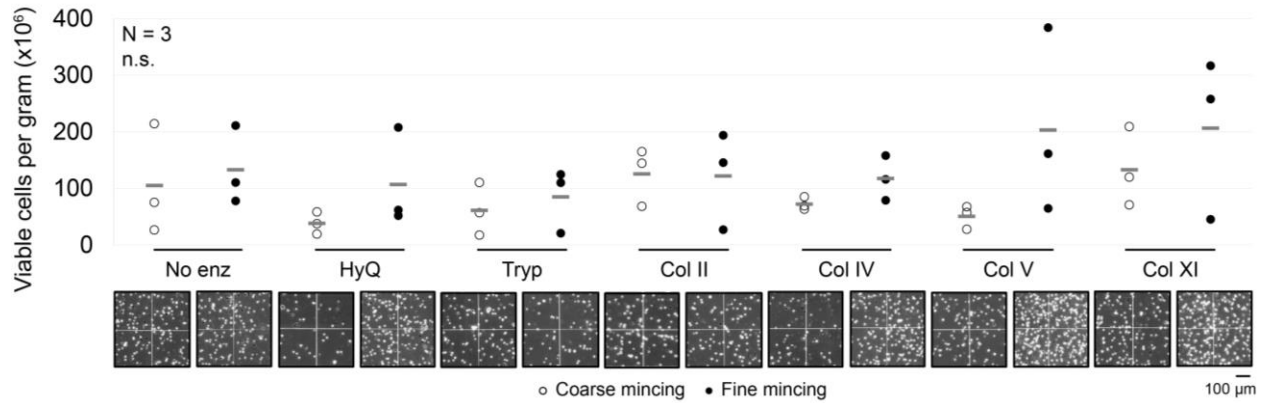 Viable cells per gram (x10⁶)
400
300
200
100
0
N = 3
n.s.
No enz HyQ Tryp Col II Col IV Col V Col XI
○ Coarse mincing ● Fine mincing
100 µm